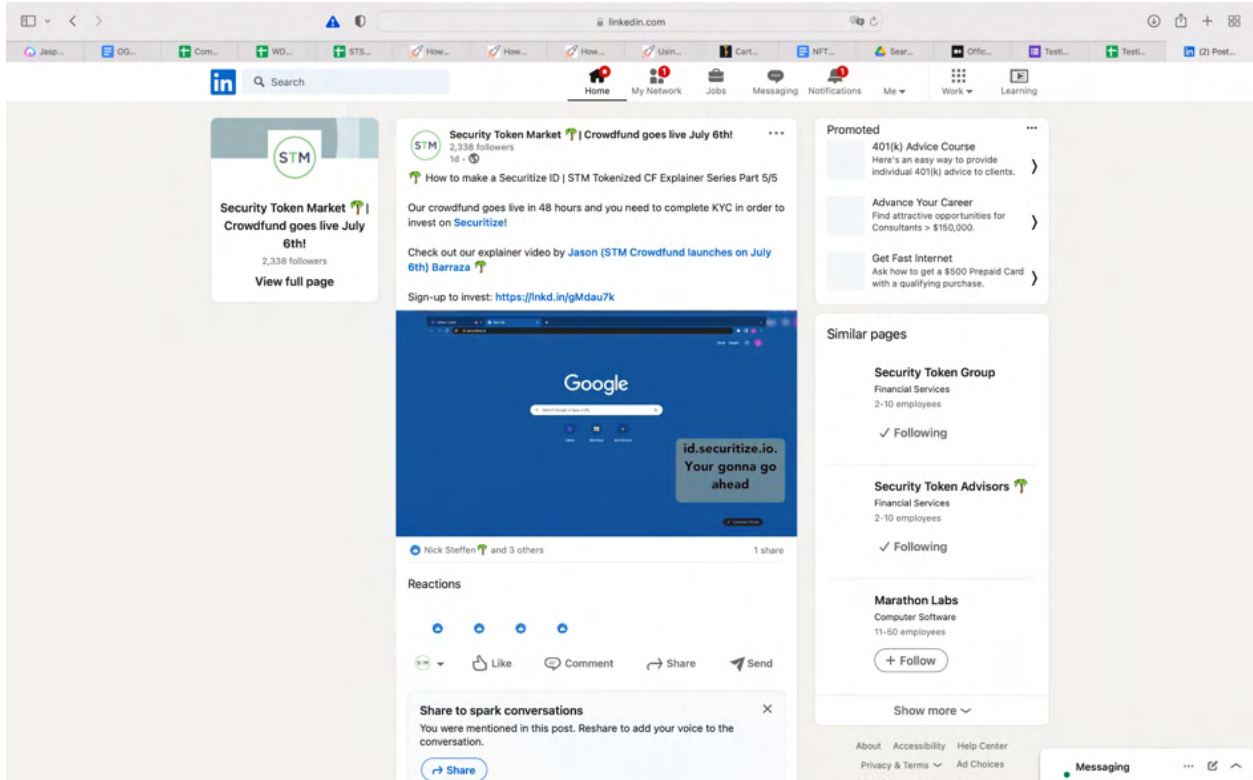 linkedin.com
Jasp...
OG...
Com...
WD...
STS...
How...
How...
How...
Usin...
Cart...
NFT...
Sear...
Offic...
Testi...
Testi...
(2) Post...
in
Search
Home
My Network
1
Jobs
Messaging
Notifications
1
Me
Work
Learning
STM
Security Token Market 🌴 |
Crowdfund goes live July
6th!
2,338 followers
View full page
STM
Security Token Market 🌴 | Crowdfund goes live July 6th!
2,338 followers
1d ·
🌴 How to make a Securitize ID | STM Tokenized CF Explainer Series Part 5/5
Our crowdfund goes live in 48 hours and you need to complete KYC in order to
invest on Securitize!
Check out our explainer video by Jason (STM Crowdfund launches on July
6th) Barraza 🌴
Sign-up to invest: https://lnkd.in/gMdau7k
Google
Search Google or type a URL
id.securitize.io.
Your gonna go
ahead
Nick Steffen🌴 and 3 others
1 share
Reactions
Like
Comment
Share
Send
Share to spark conversations
You were mentioned in this post. Reshare to add your voice to the
conversation.
Share
Promoted
401(k) Advice Course
Here's an easy way to provide
individual 401(k) advice to clients.
Advance Your Career
Find attractive opportunities for
Consultants > $150,000.
Get Fast Internet
Ask how to get a $500 Prepaid Card
with a qualifying purchase.
Similar pages
Security Token Group
Financial Services
2-10 employees
Following
Security Token Advisors 🌴
Financial Services
2-10 employees
Following
Marathon Labs
Computer Software
11-50 employees
+ Follow
Show more
About Accessibility Help Center
Privacy & Terms Ad Choices
Messaging